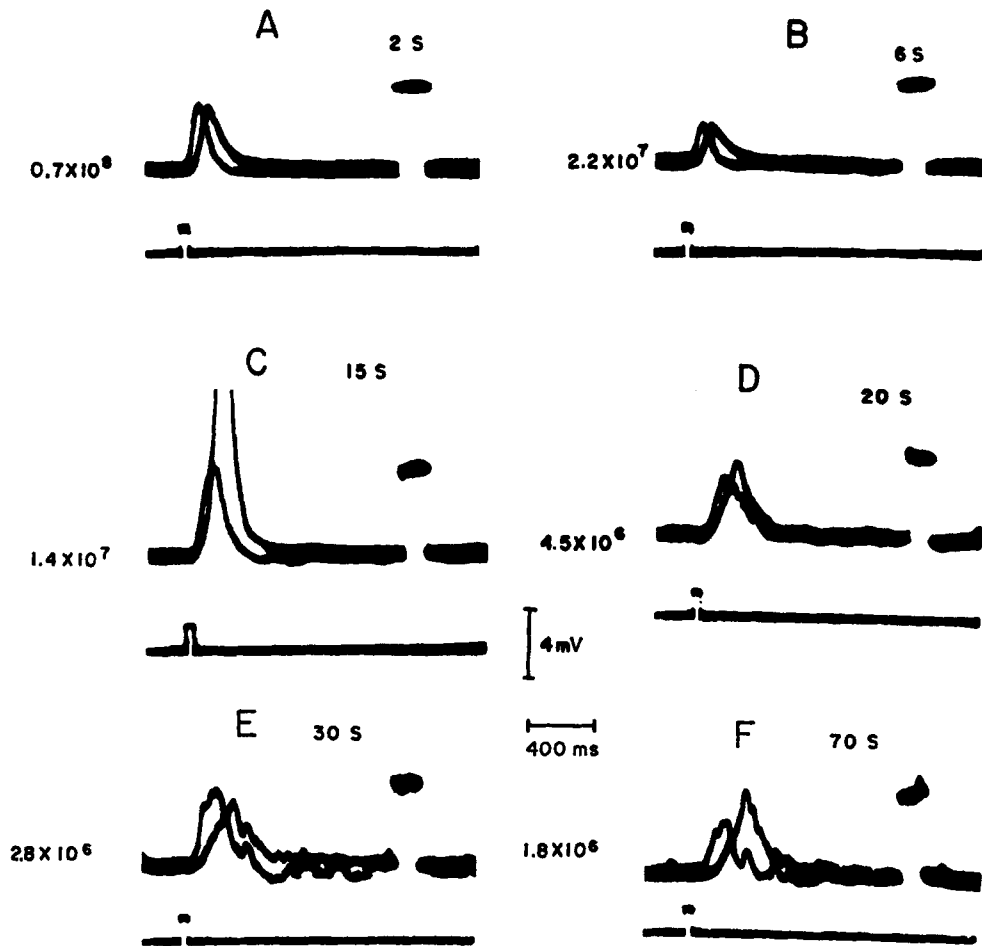 A
2 S
0.7X10⁸
B
6 S
2.2X10⁷
C
15 S
1.4X10⁷
D
20 S
4.5X10⁶
4mV
400 ms
E
30 S
2.8X10⁶
F
70 S
1.8X10⁶